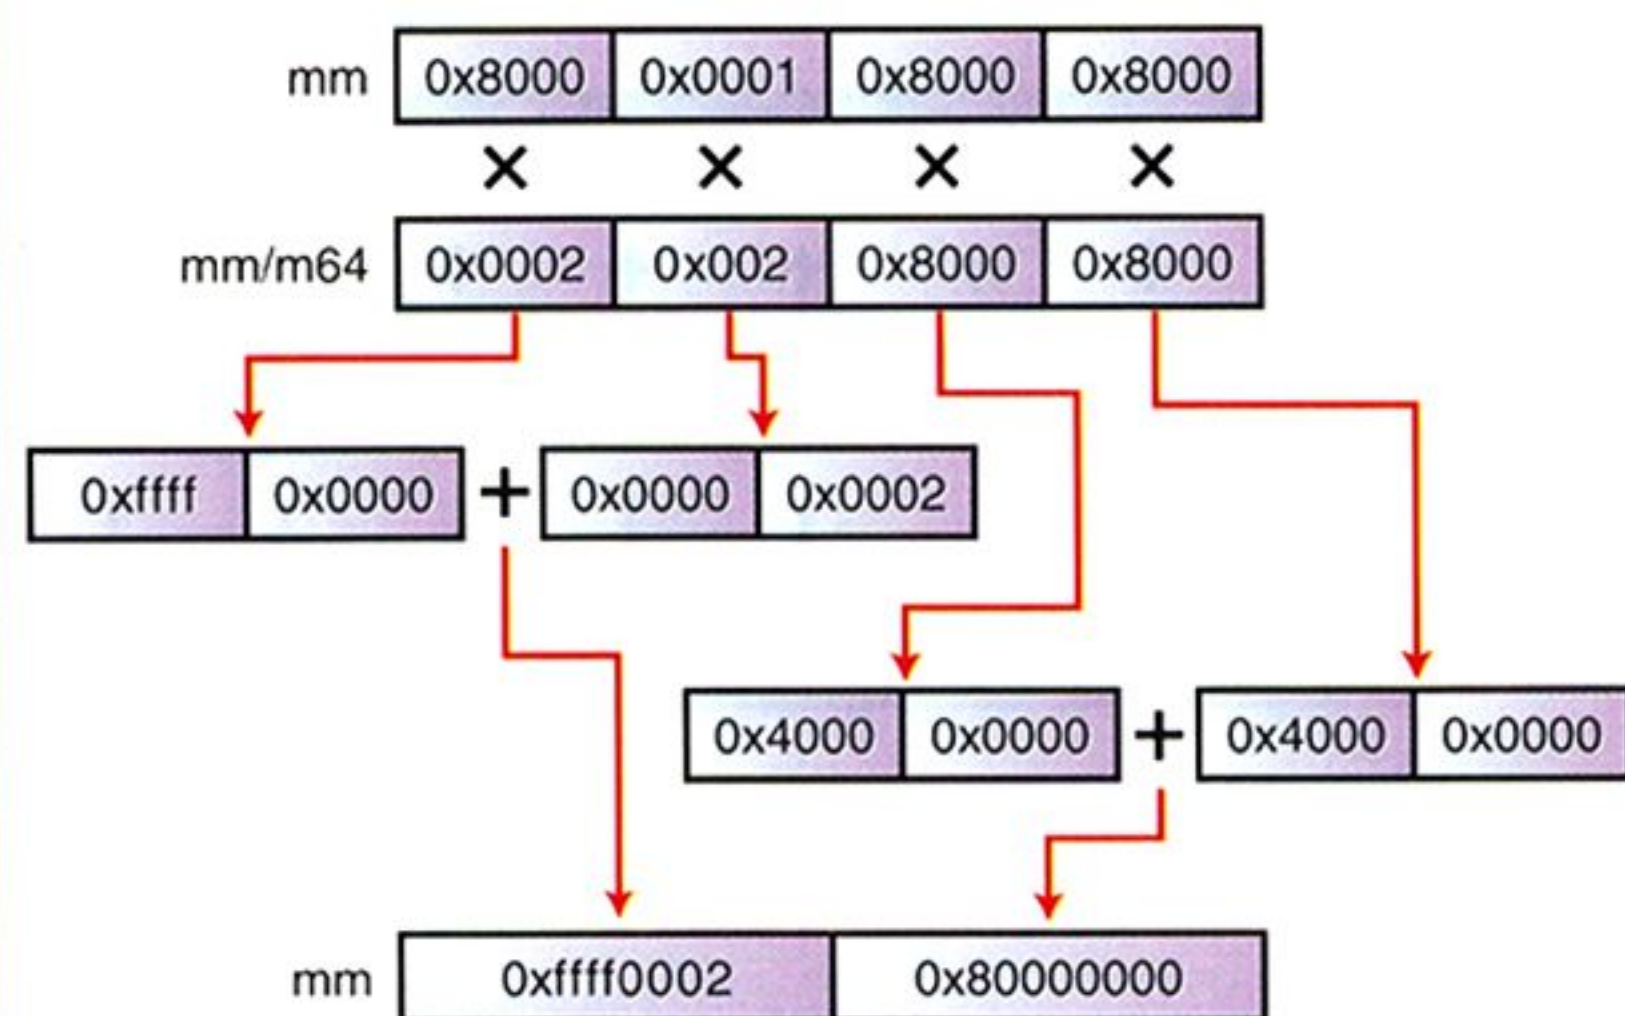 mm 0x8000 0x0001 0x8000 0x8000
× × × ×
mm/m64 0x0002 0x002 0x8000 0x8000
0xffff 0x0000 + 0x0000 0x0002
0x4000 0x0000 + 0x4000 0x0000
mm 0xffff0002 0x80000000